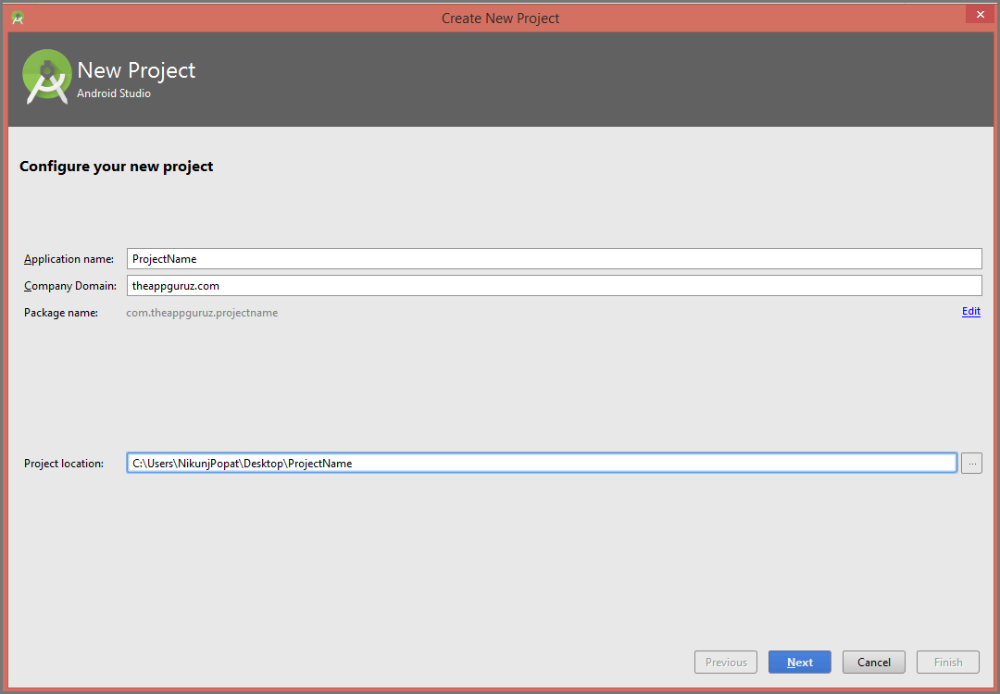 Create New Project
New Project
Android Studio
Configure your new project
Application name: ProjectName
Company Domain: theappguruz.com
Package name: com.theappguruz.projectname Edit
Project location: C:\Users\NikunjPopat\Desktop\ProjectName ...
Previous Next Cancel Finish